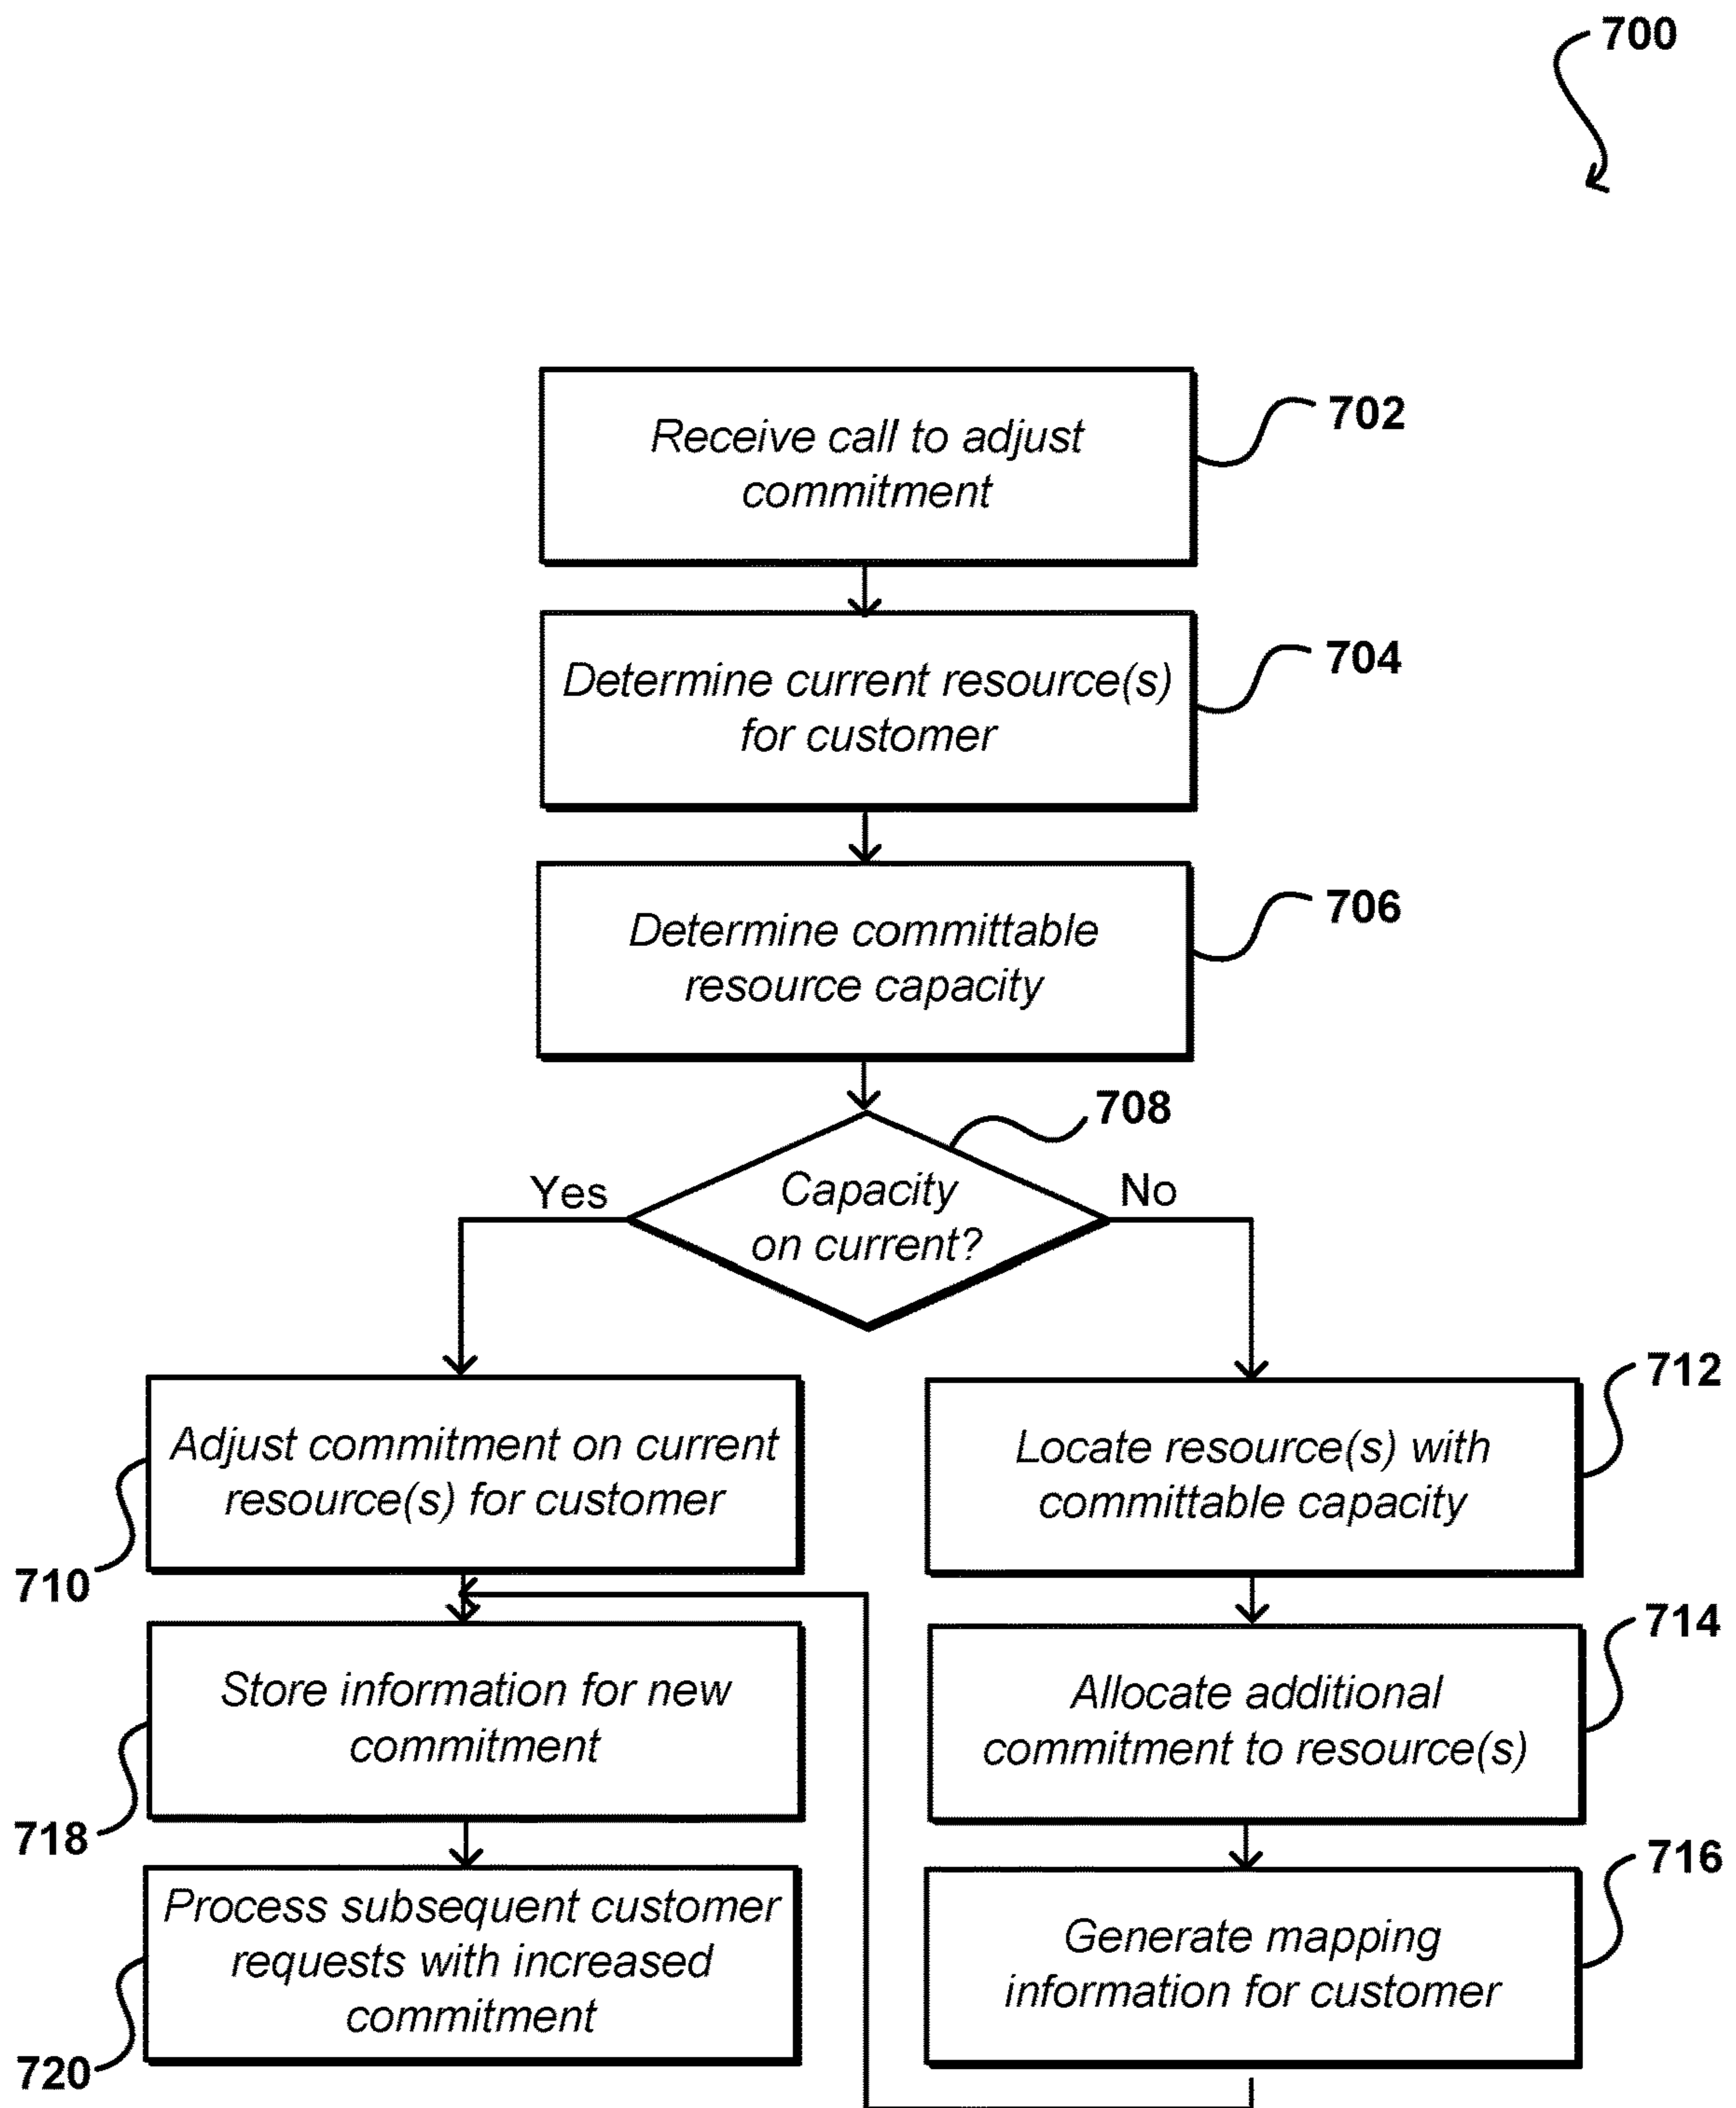 700
Receive call to adjust
commitment
702
Determine current resource(s)
for customer
704
Determine committable
resource capacity
706
708
Yes
Capacity
on current?
No
Adjust commitment on current
resource(s) for customer
710
Locate resource(s) with
committable capacity
712
Store information for new
commitment
718
Allocate additional
commitment to resource(s)
714
Process subsequent customer
requests with increased
commitment
720
Generate mapping
information for customer
716